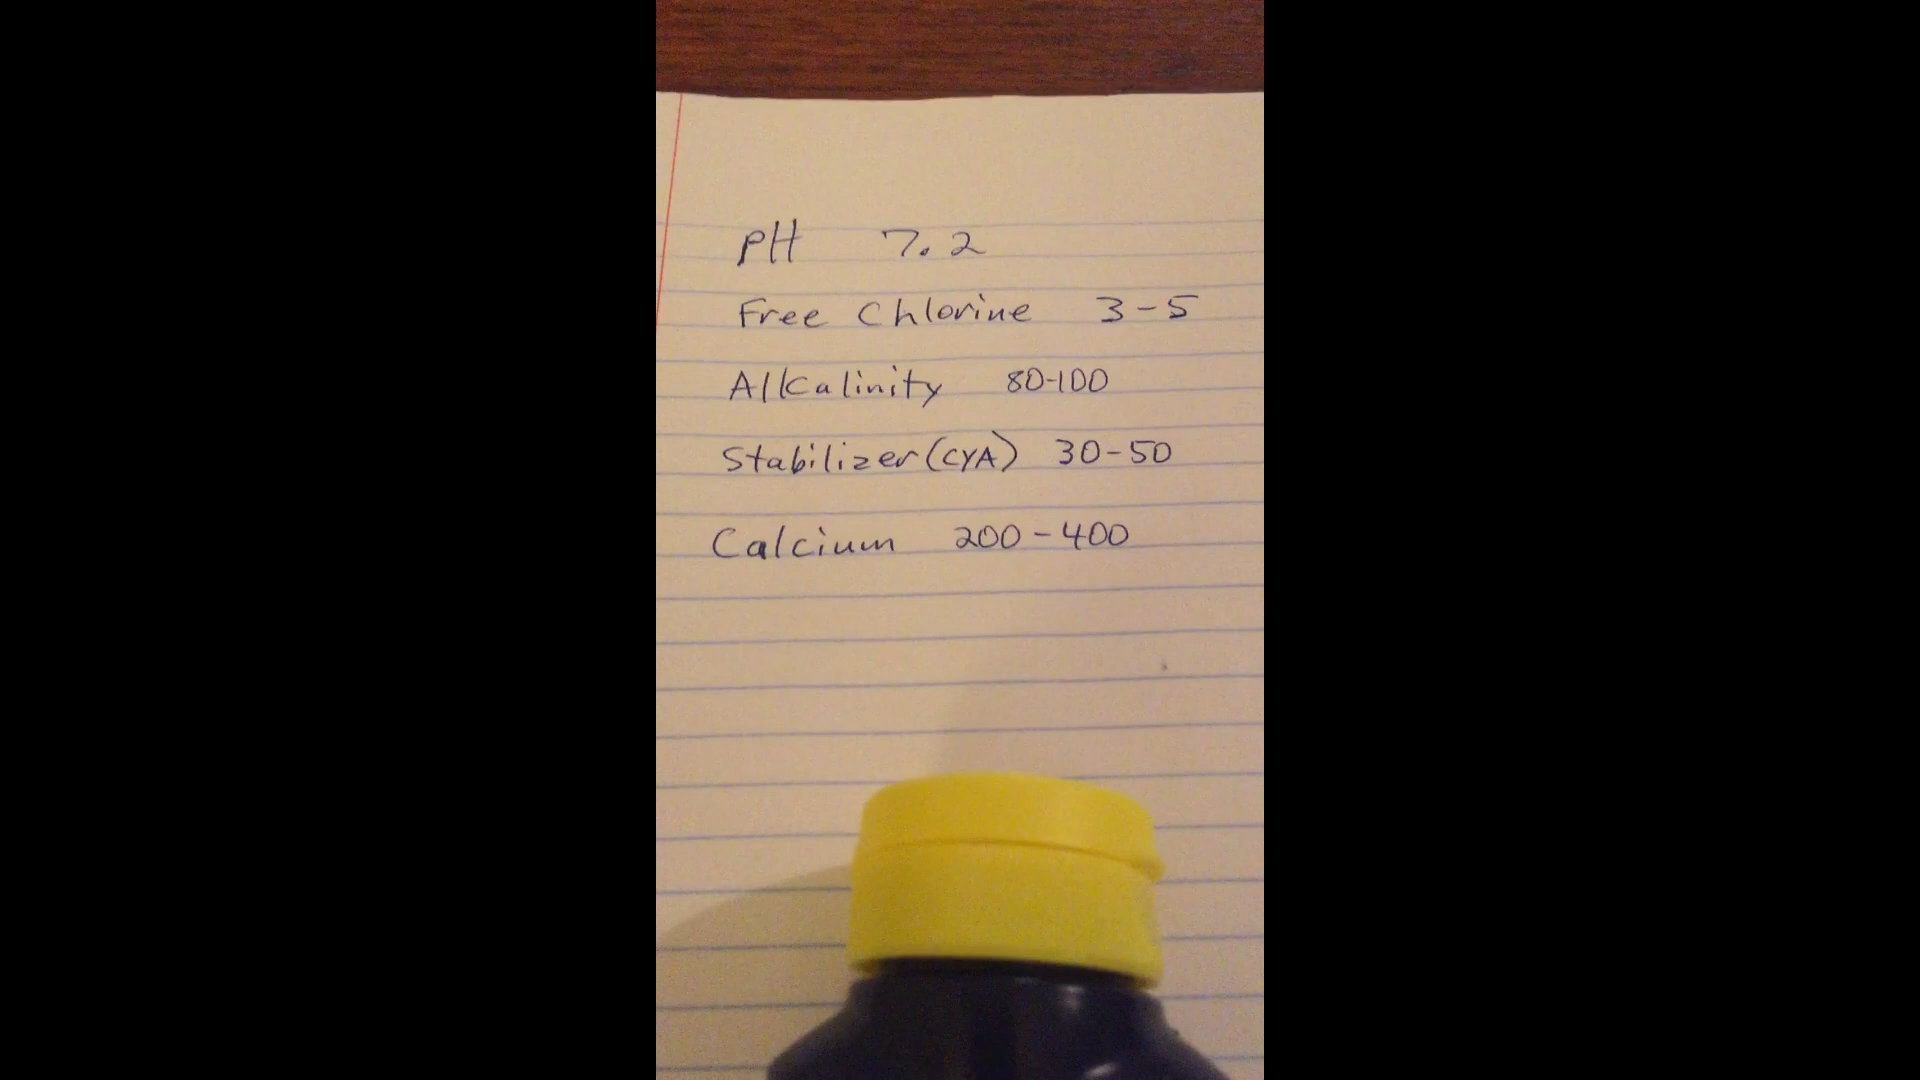 pH 7.2
Free Chlorine 3-5
Alkalinity 80-100
Stabilizer (CYA) 30-50
Calcium 200-400